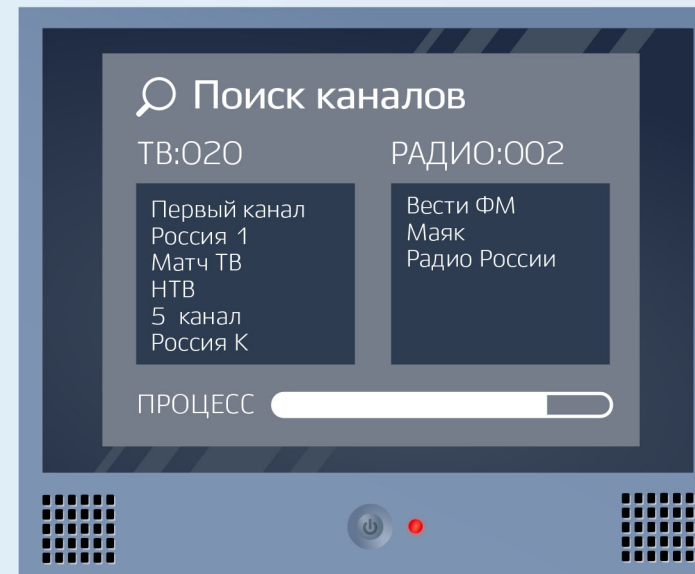 Поиск каналов
ТВ:020
Первый канал
Россия 1
Матч ТВ
НТВ
5 канал
Россия К
РАДИО:002
Вести ФМ
Маяк
Радио России
ПРОЦЕСС